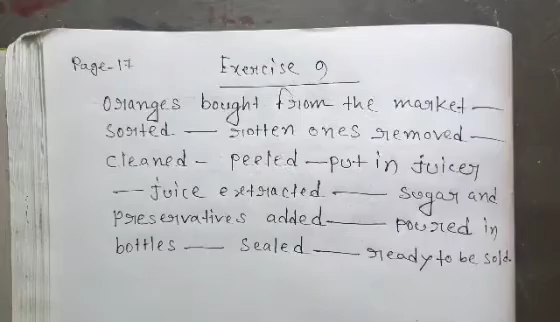 Page-17
Exercise 9
Oranges bought from the market —
Sorted — rotten ones removed —
cleaned - peeled — put in juicer
— juice extracted — sugar and
preservatives added — poured in
bottles — Sealed — ready to be sold.